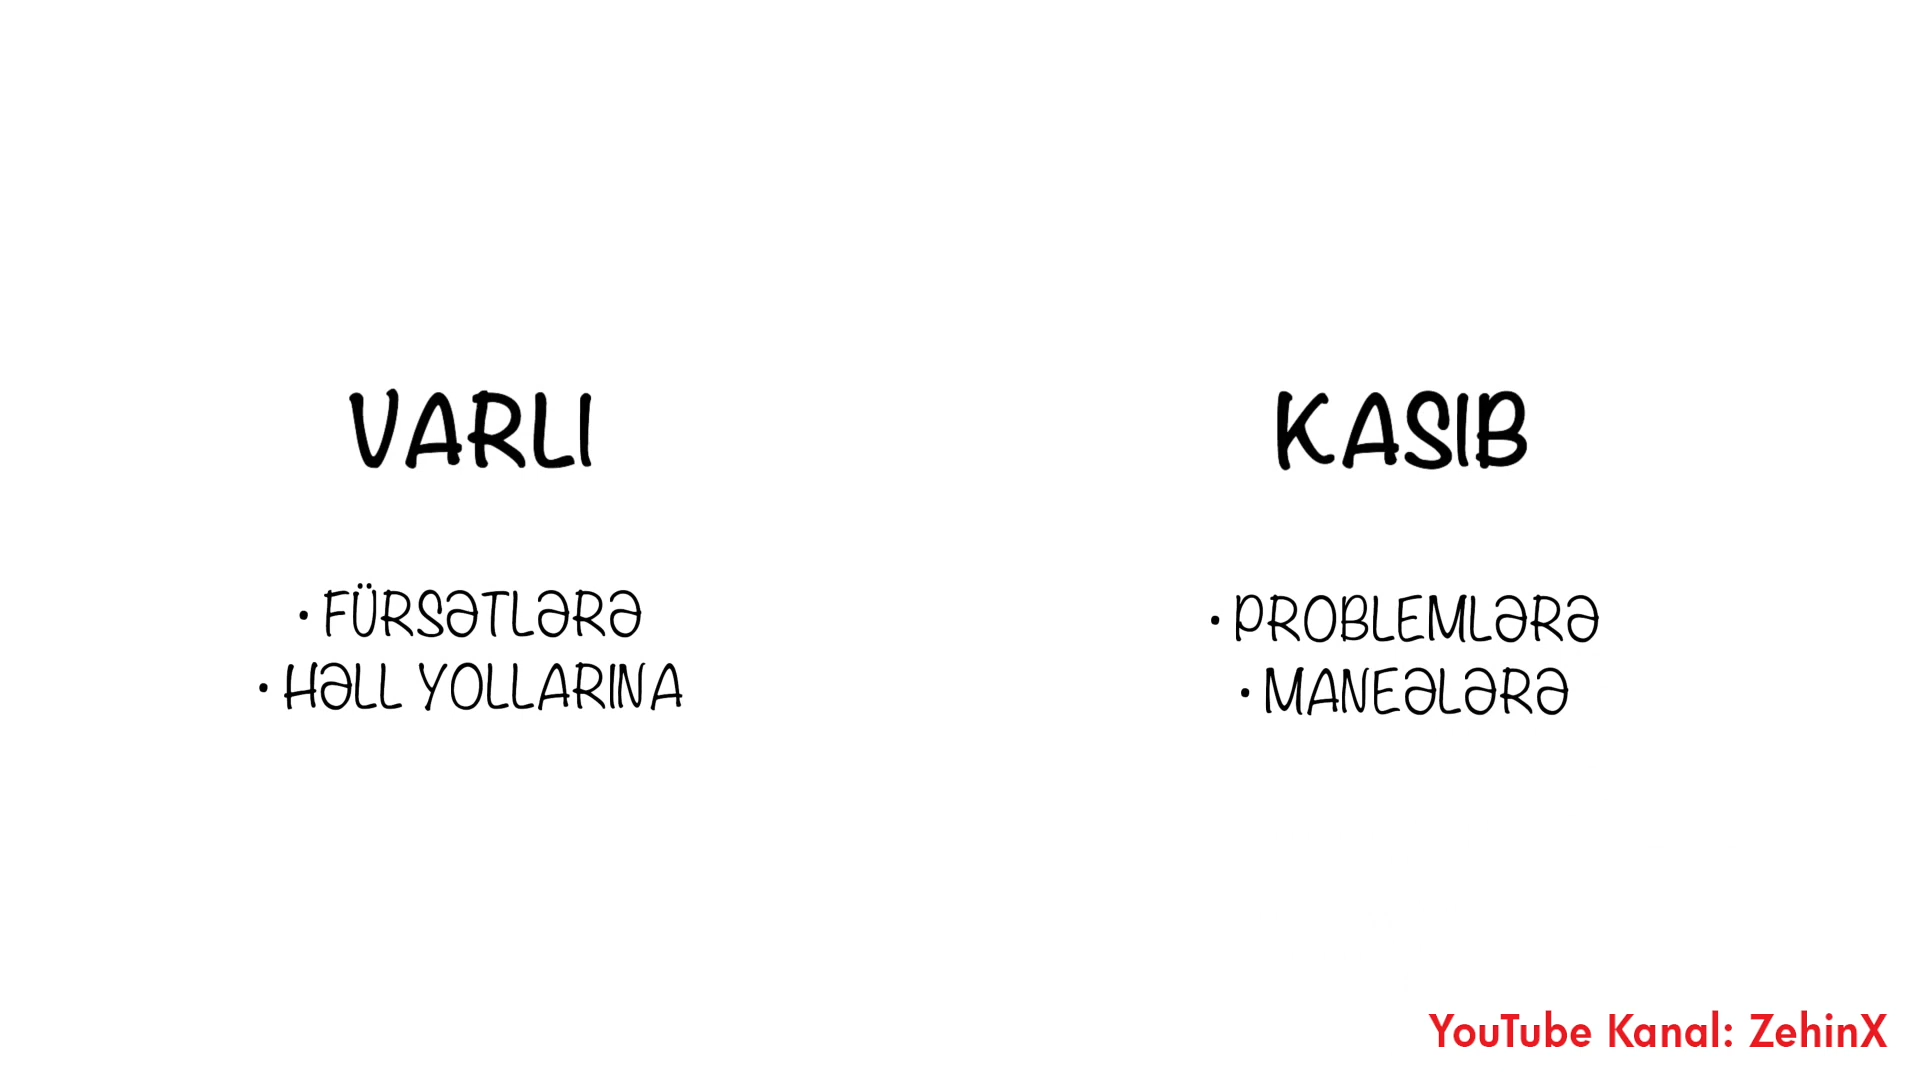 VARLI
• FÜRSƏTLƏRƏ
• HƏLL YOLLARINA
KASIB
• PROBLEMLƏRƏ
• MANEƏLƏRƏ
YouTube Kanal: ZehinX